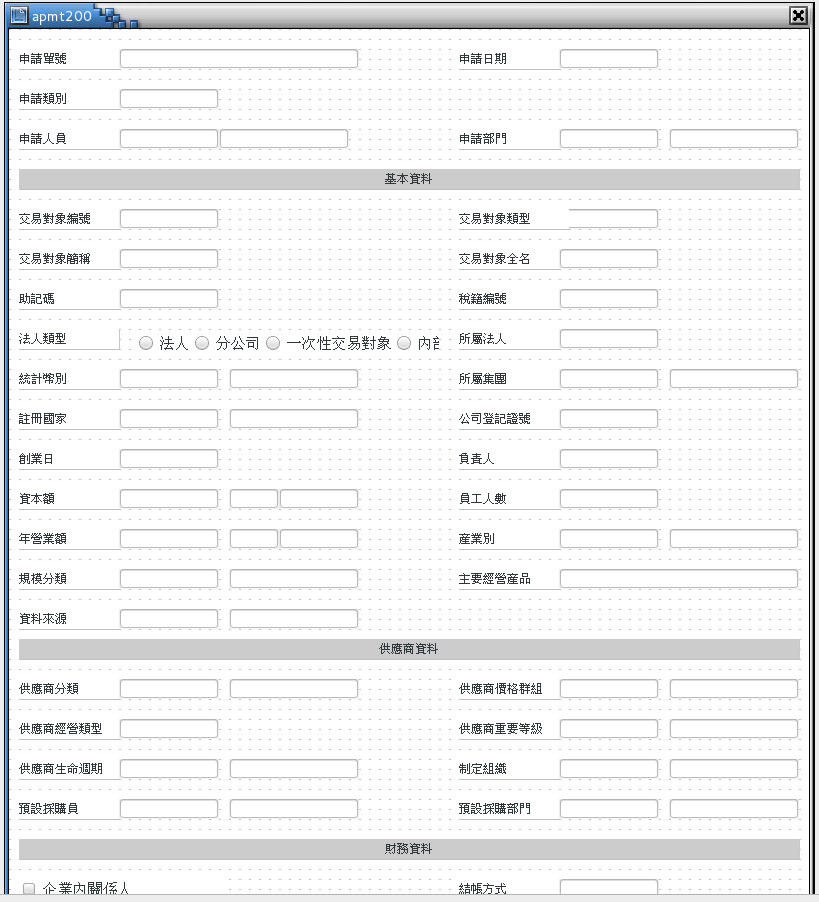 apmt200
申請單號 申請日期
申請類別
申請人員 申請部門
基本資料
交易對象編號 交易對象類型
交易對象簡稱 交易對象全名
助記碼 稅籍編號
法人類型 法人 分公司 一次性交易對象 內部 所屬法人
統計幣別 所屬集團
註冊國家 公司登記證號
創業日 負責人
資本額 員工人數
年營業額 產業別
規模分類 主要經營產品
資料來源
供應商資料
供應商分類 供應商價格群組
供應商經營類型 供應商重要等級
供應商生命週期 制定組織
預設採購員 預設採購部門
財務資料
企業內關係人 結帳方式